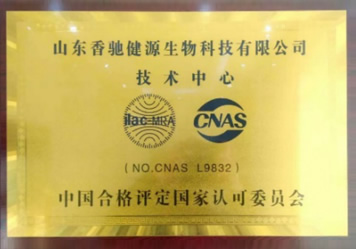 山东香驰健源生物科技有限公司
技术中心
ilac-MRA CNAS
(NO.CNAS L9832)
中国合格评定国家认可委员会